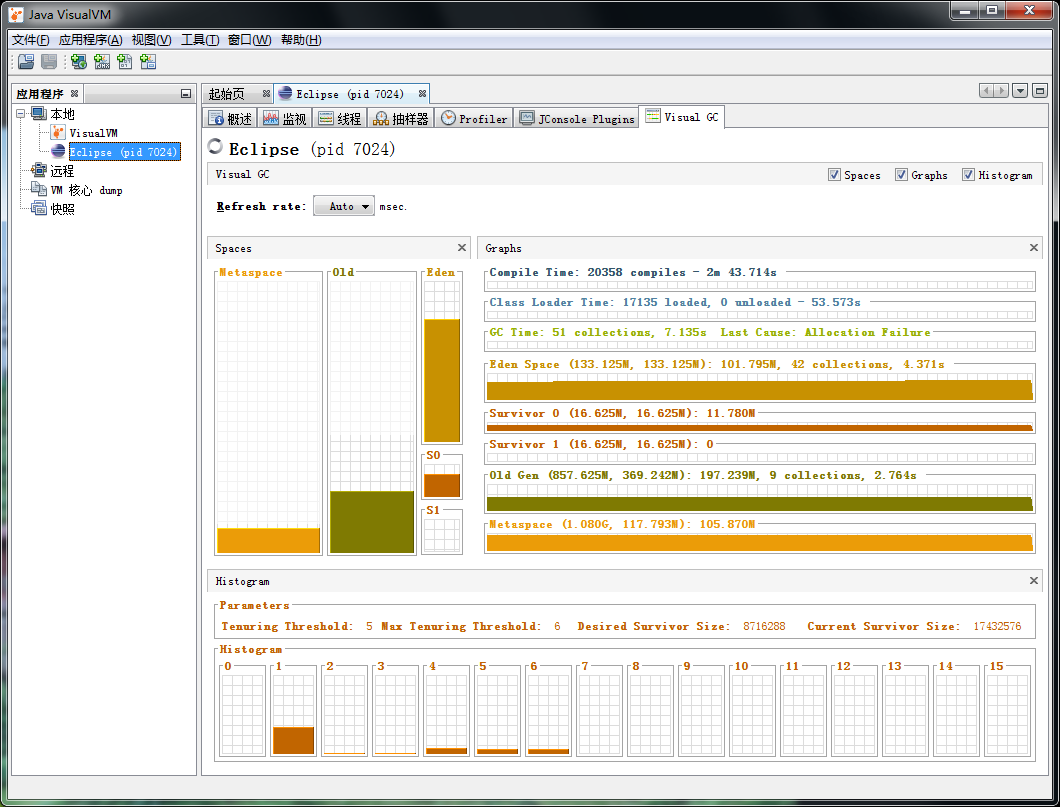 Java VisualVM
文件(F) 应用程序(A) 视图(V) 工具(T) 窗口(W) 帮助(H)
应用程序
本地
VisualVM
Eclipse (pid 7024)
远程
VM 核心 dump
快照
起始页 Eclipse (pid 7024)
概述 监视 线程 抽样器 Profiler JConsole Plugins Visual GC
Eclipse (pid 7024)
Visual GC Spaces Graphs Histogram
Refresh rate: Auto msec.
Spaces
Metaspace Old Eden
S0
S1
Graphs
Compile Time: 20358 compiles - 2m 43.714s
Class Loader Time: 17135 loaded, 0 unloaded - 53.573s
GC Time: 51 collections, 7.135s Last Cause: Allocation Failure
Eden Space (133.125M, 133.125M): 101.795M, 42 collections, 4.371s
Survivor 0 (16.625M, 16.625M): 11.780M
Survivor 1 (16.625M, 16.625M): 0
Old Gen (857.625M, 369.242M): 197.239M, 9 collections, 2.764s
Metaspace (1.080G, 117.793M): 105.870M
Histogram
Parameters
Tenuring Threshold: 5 Max Tenuring Threshold: 6 Desired Survivor Size: 8716288 Current Survivor Size: 17432576
Histogram
0 1 2 3 4 5 6 7 8 9 10 11 12 13 14 15